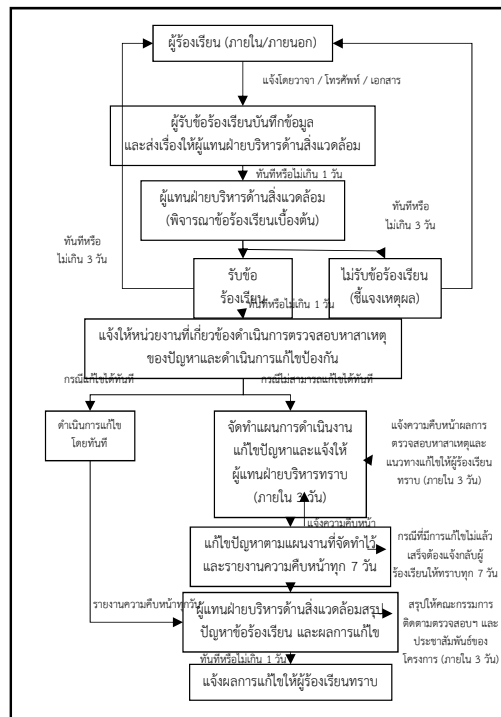 ผู้ร้องเรียน (ภายใน/ภายนอก)
แจ้งโดยวาจา / โทรศัพท์ / เอกสาร
ผู้รับข้อร้องเรียนบันทึกข้อมูล
และส่งเรื่องให้ผู้แทนฝ่ายบริหารด้านสิ่งแวดล้อม
ทันทีหรือไม่เกิน 1 วัน
ผู้แทนฝ่ายบริหารด้านสิ่งแวดล้อม
(พิจารณาข้อร้องเรียนเบื้องต้น)
ทันทีหรือ
ไม่เกิน 3 วัน
ทันทีหรือ
ไม่เกิน 3 วัน
รับข้อ
ร้องเรียน
ไม่รับข้อร้องเรียน
(ชี้แจงเหตุผล)
ทันทีหรือไม่เกิน 1 วัน
แจ้งให้หน่วยงานที่เกี่ยวข้องดำเนินการตรวจสอบหาสาเหตุ
ของปัญหาและดำเนินการแก้ไขป้องกัน
กรณีแก้ไขได้ทันที
กรณีไม่สามารถแก้ไขได้ทันที
ดำเนินการแก้ไข
โดยทันที
จัดทำแผนการดำเนินงาน
แก้ไขปัญหาและแจ้งให้
ผู้แทนฝ่ายบริหารทราบ
(ภายใน 3 วัน)
แจ้งความคืบหน้าผลการ
ตรวจสอบหาสาเหตุและ
แนวทางแก้ไขให้ผู้ร้องเรียน
ทราบ (ภายใน 3 วัน)
แจ้งความคืบหน้า
แก้ไขปัญหาตามแผนงานที่จัดทำไว้
และรายงานความคืบหน้าทุก 7 วัน
กรณีที่มีการแก้ไขไม่แล้ว
เสร็จต้องแจ้งกลับผู้
ร้องเรียนให้ทราบทุก 7 วัน
รายงานความคืบหน้าทุกวัน
ผู้แทนฝ่ายบริหารด้านสิ่งแวดล้อมสรุป
ปัญหาข้อร้องเรียน และผลการแก้ไข
สรุปให้คณะกรรมการ
ติดตามตรวจสอบฯ และ
ประชาสัมพันธ์ของ
โครงการ (ภายใน 3 วัน)
ทันทีหรือไม่เกิน 1 วัน
แจ้งผลการแก้ไขให้ผู้ร้องเรียนทราบ